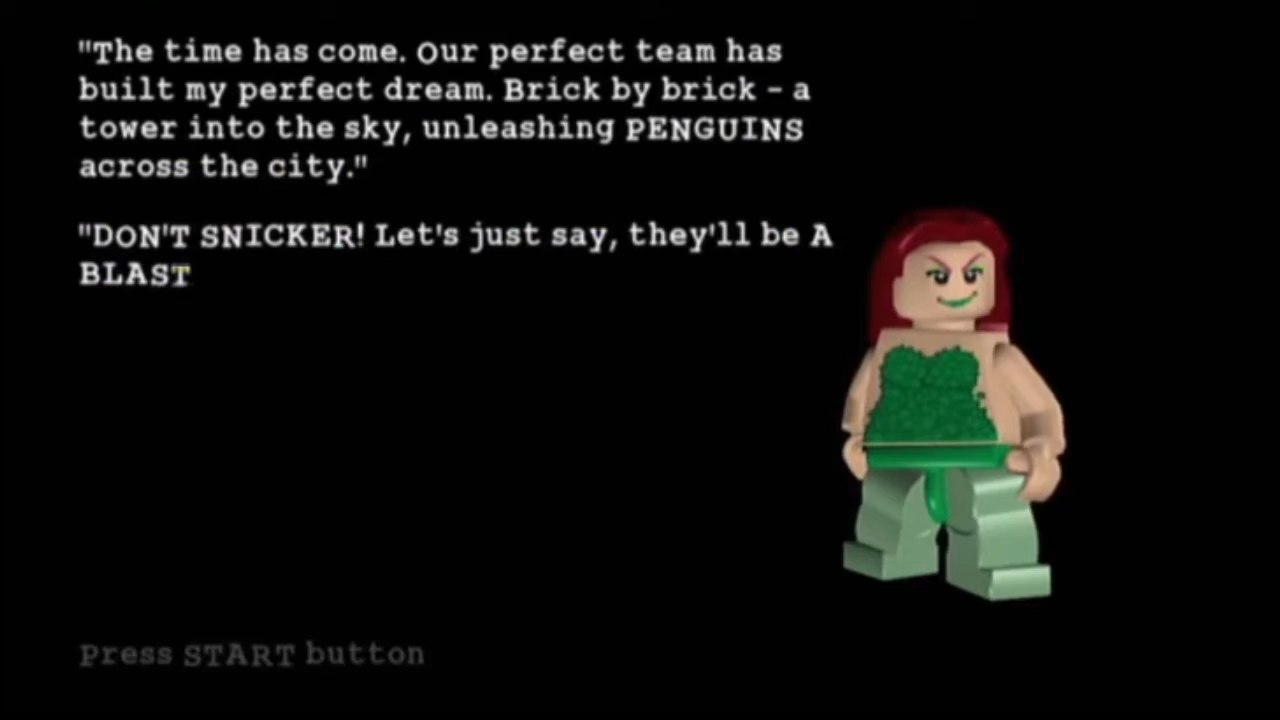 "The time has come. Our perfect team has
built my perfect dream. Brick by brick - a
tower into the sky, unleashing PENGUINS
across the city."
"DON'T SNICKER! Let's just say, they'll be A
BLAST
Press START button